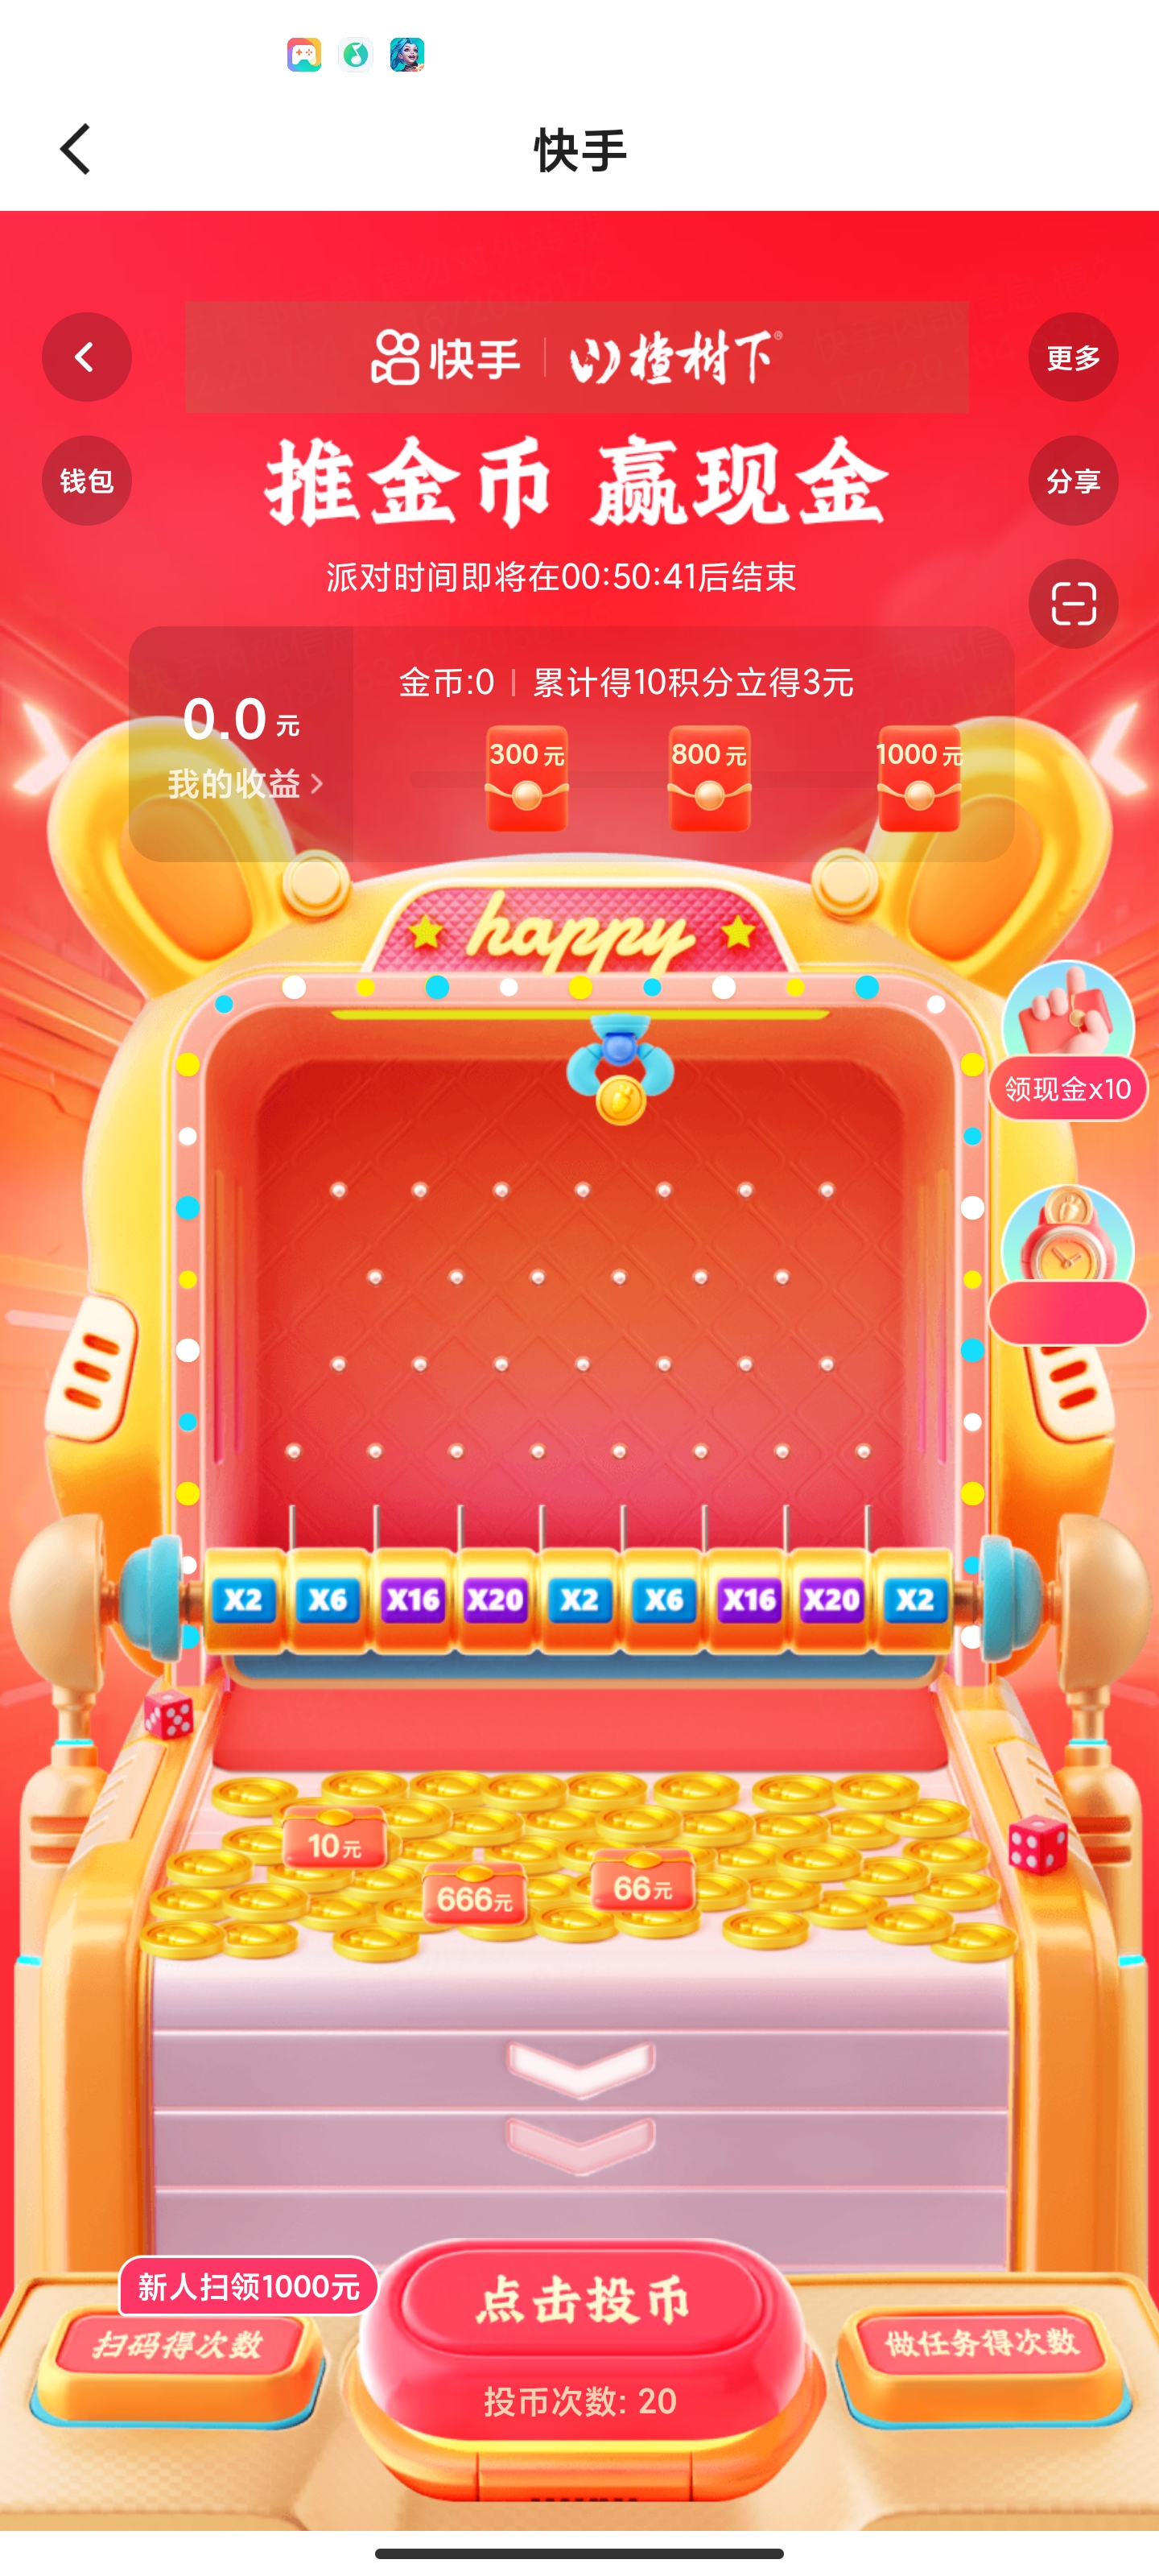 快手
快手 | 山楂树下®
更多
钱包
推金币 赢现金
分享
派对时间即将在00:50:41后结束
金币:0 | 累计得10积分立得3元
0.0元
我的收益 >
300元
800元
1000元
happy
领现金x10
X2 X6 X16 X20 X2 X6 X16 X20 X2
10元
666元
66元
新人扫领1000元
扫码得次数
点击投币
投币次数: 20
做任务得次数